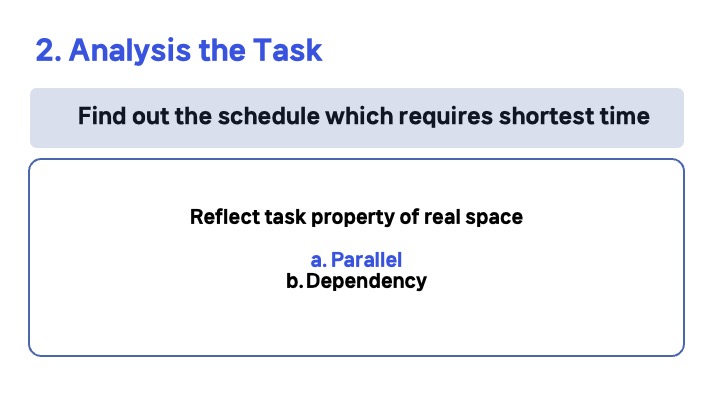 2. Analysis the Task
Find out the schedule which requires shortest time
Reflect task property of real space
a. Parallel
b. Dependency